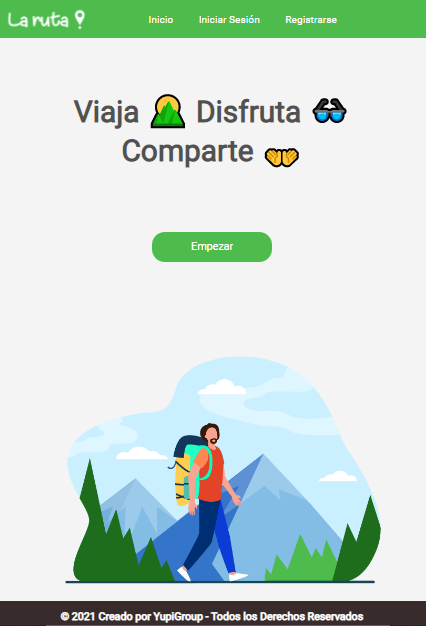 La ruta
Inicio Iniciar Sesión Registrarse
Viaja Disfruta
Comparte
Empezar
© 2021 Creado por YupiGroup - Todos los Derechos Reservados